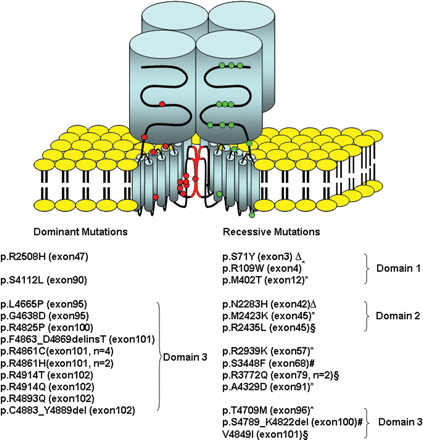 Dominant Mutations
p.R2508H (exon47)
p.S4112L (exon90)
p.L4665P (exon95)
p.G4638D (exon95)
p.R4825P (exon100)
p.F4863_D4869delinsT (exon101)
p.R4861C(exon101, n=4)
p.R4861H(exon101, n=2)
p.R4914T (exon102)
p.R4914Q (exon102)
p.R4893Q (exon102)
p.C4883_Y4889del (exon102)
Domain 3
Recessive Mutations
p.S71Y (exon3) Δ*
p.R109W (exon4)*
p.M402T (exon12)*
Domain 1
p.N2283H (exon42)Δ
p.M2423K (exon45)*
p.R2435L (exon45)§
Domain 2
p.R2939K (exon57)*
p.S3448F (exon68)#
p.R3772Q (exon79, n=2)§
p.A4329D (exon91)*
p.T4709M (exon96)*
p.S4789_K4822del (exon100)#
V4849I (exon101)§
Domain 3